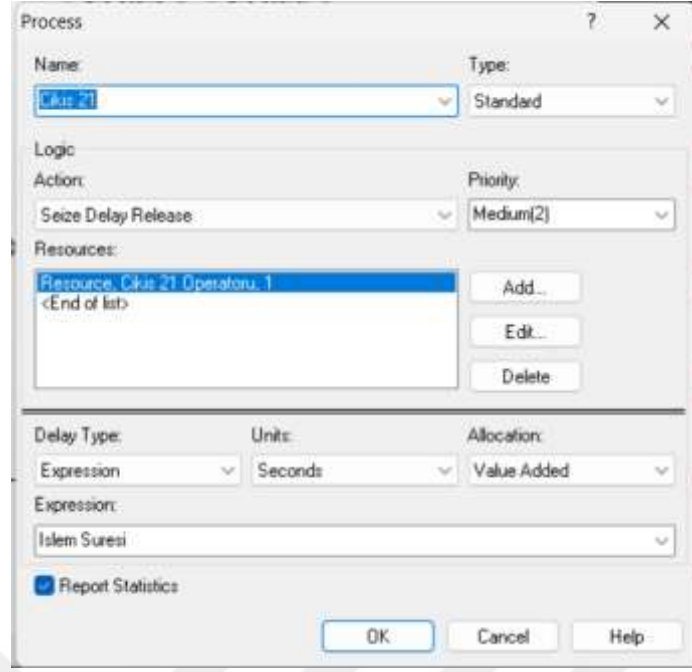 Process ? ×
Name: Type:
Cikis 21 Standard
Logic
Action: Priority:
Seize Delay Release Medium(2)
Resources:
Resource, Cikis 21 Operatoru, 1 Add...
<End of list>
Edit...
Delete
Delay Type: Units: Allocation:
Expression Seconds Value Added
Expression:
Islem Suresi
Report Statistics
OK Cancel Help